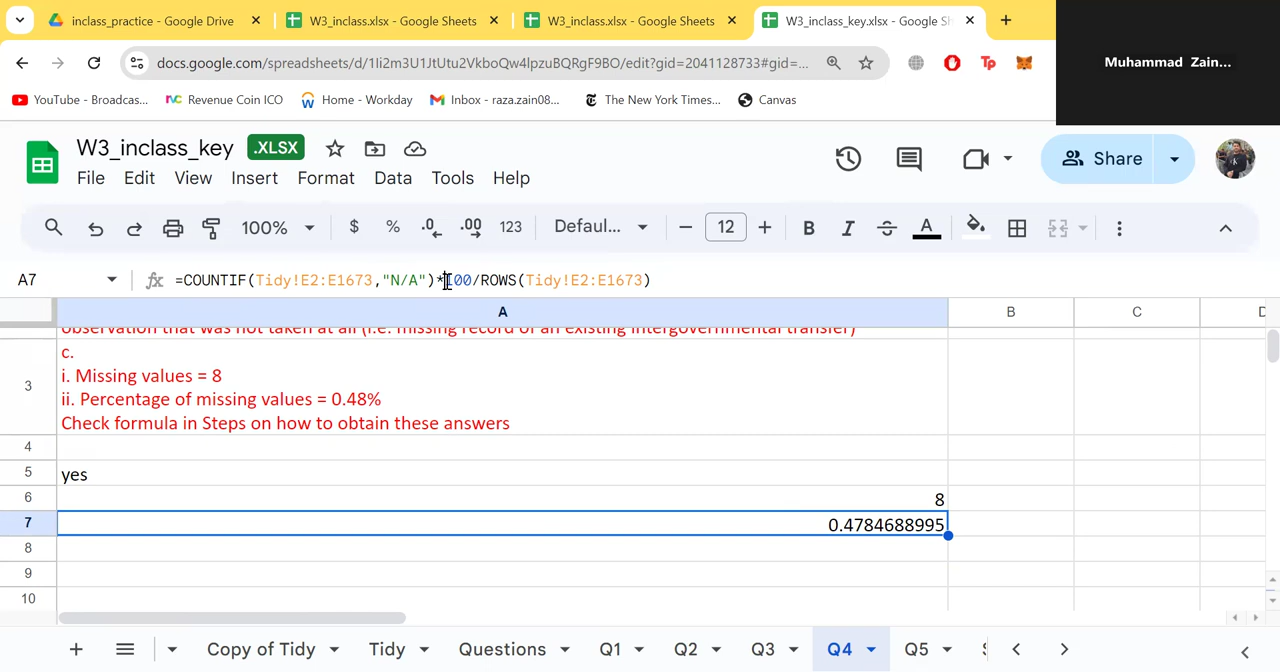 inclass_practice - Google Drive
W3_inclass.xlsx - Google Sheets
W3_inclass.xlsx - Google Sheets
W3_inclass_key.xlsx - Google Sh
docs.google.com/spreadsheets/d/1Ii2m3U1JtUtu2VkboQw4lpzuBQRgF9BO/edit?gid=2041128733#gid=...
Muhammad Zain...
YouTube - Broadcas...
Revenue Coin ICO
Home - Workday
Inbox - raza.zain08...
The New York Times...
Canvas
W3_inclass_key
.XLSX
File Edit View Insert Format Data Tools Help
Share
100% $ % .0 .00 123 Defaul... 12 B I S A
A7 fx =COUNTIF(Tidy!E2:E1673,"N/A")*100/ROWS(Tidy!E2:E1673)
A B C D
observation that was not taken at all (i.e. missing record of an existing intergovernmental transfer)
3
c.
i. Missing values = 8
ii. Percentage of missing values = 0.48%
Check formula in Steps on how to obtain these answers
4
5 yes
6 8
7 0.4784688995
8
9
10
Copy of Tidy Tidy Questions Q1 Q2 Q3 Q4 Q5